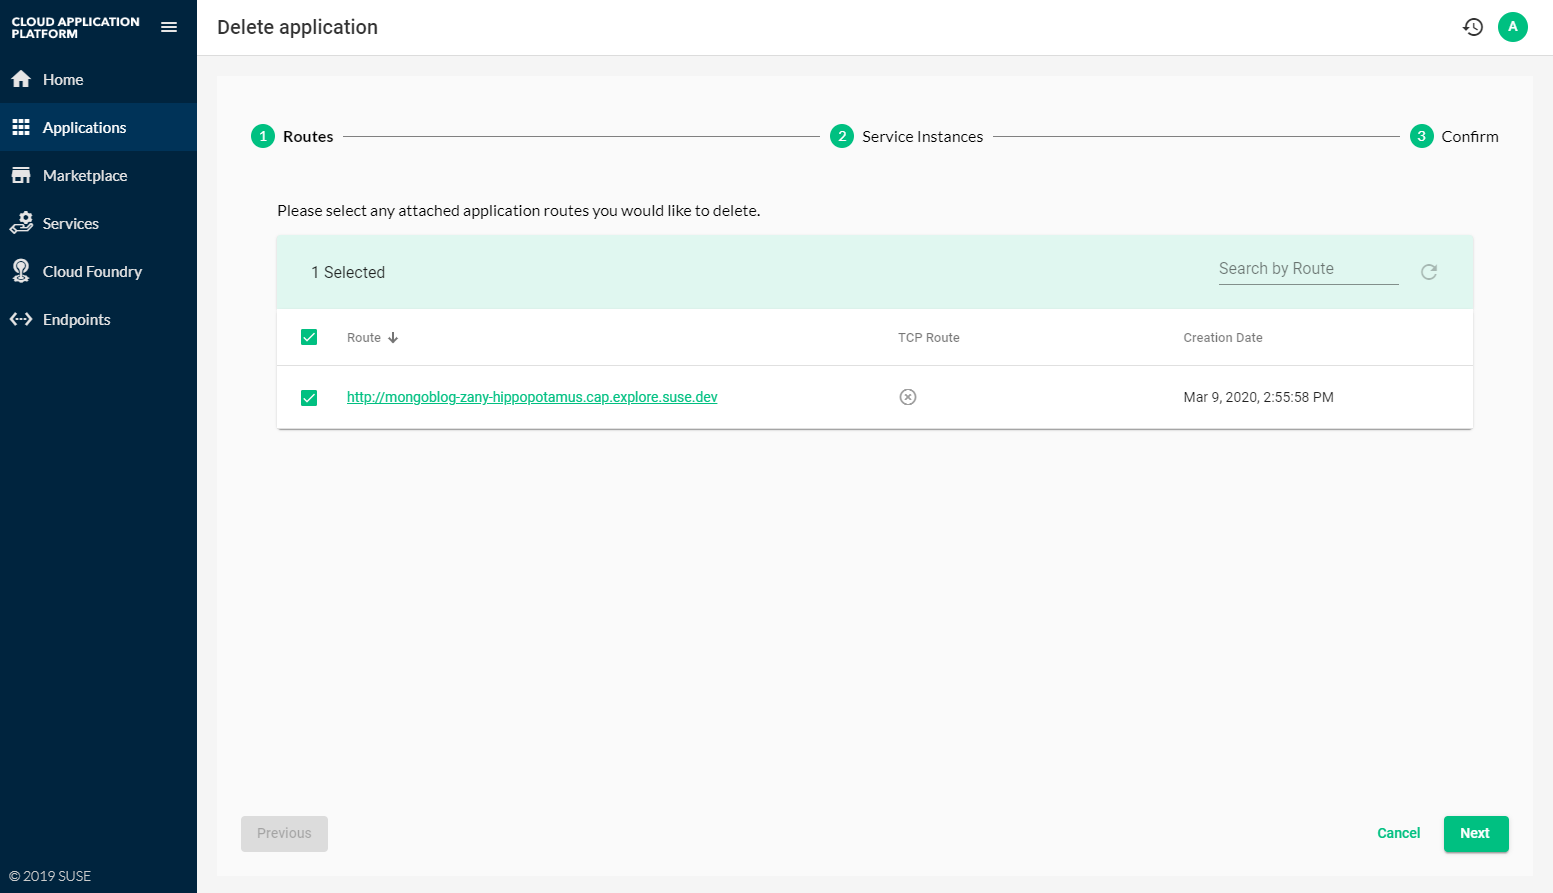 CLOUD APPLICATION
PLATFORM
Delete application
A
Home
Applications
Marketplace
Services
Cloud Foundry
Endpoints
1 Routes
2 Service Instances
3 Confirm
Please select any attached application routes you would like to delete.
1 Selected
Search by Route
Route TCP Route Creation Date
http://mongoblog-zany-hippopotamus.cap.explore.suse.dev Mar 9, 2020, 2:55:58 PM
Previous
Cancel
Next
© 2019 SUSE